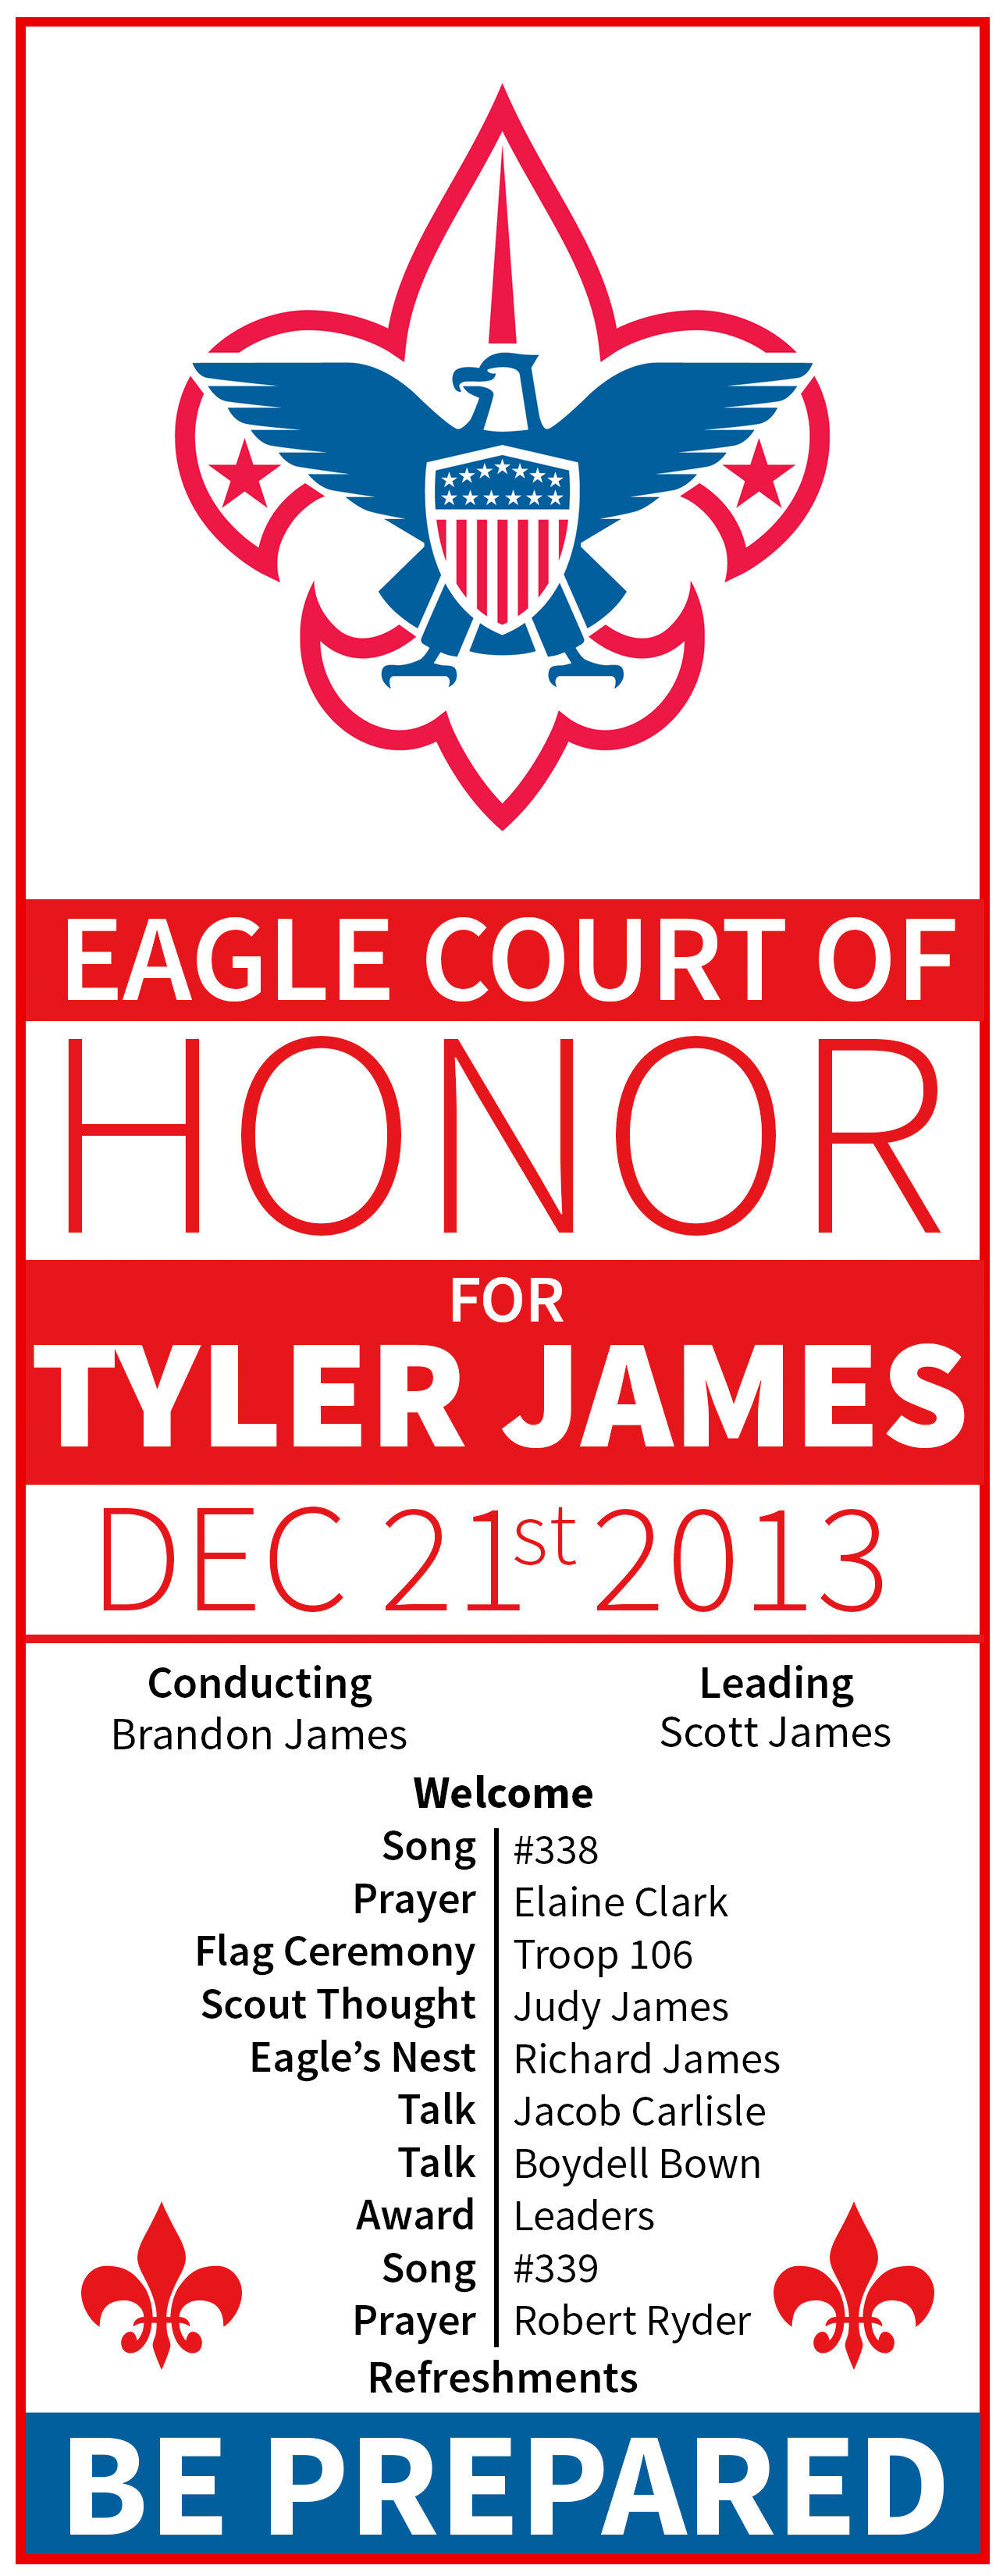 EAGLE COURT OF
HONOR
FOR
TYLER JAMES
DEC 21st 2013
Conducting Leading
Brandon James Scott James
Welcome
Song #338
Prayer Elaine Clark
Flag Ceremony Troop 106
Scout Thought Judy James
Eagle’s Nest Richard James
Talk Jacob Carlisle
Talk Boydell Bown
Award Leaders
Song #339
Prayer Robert Ryder
Refreshments
BE PREPARED